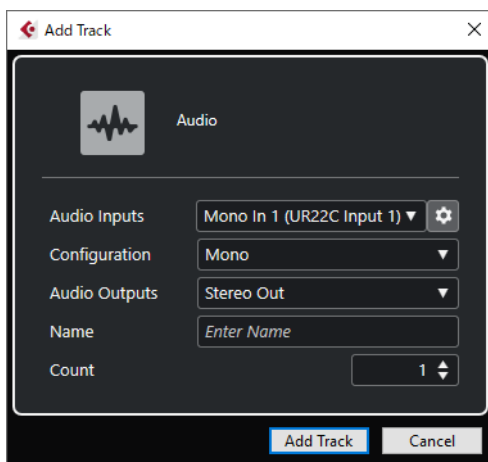 Add Track
Audio
Audio Inputs Mono In 1 (UR22C Input 1)
Configuration Mono
Audio Outputs Stereo Out
Name Enter Name
Count 1
Add Track Cancel